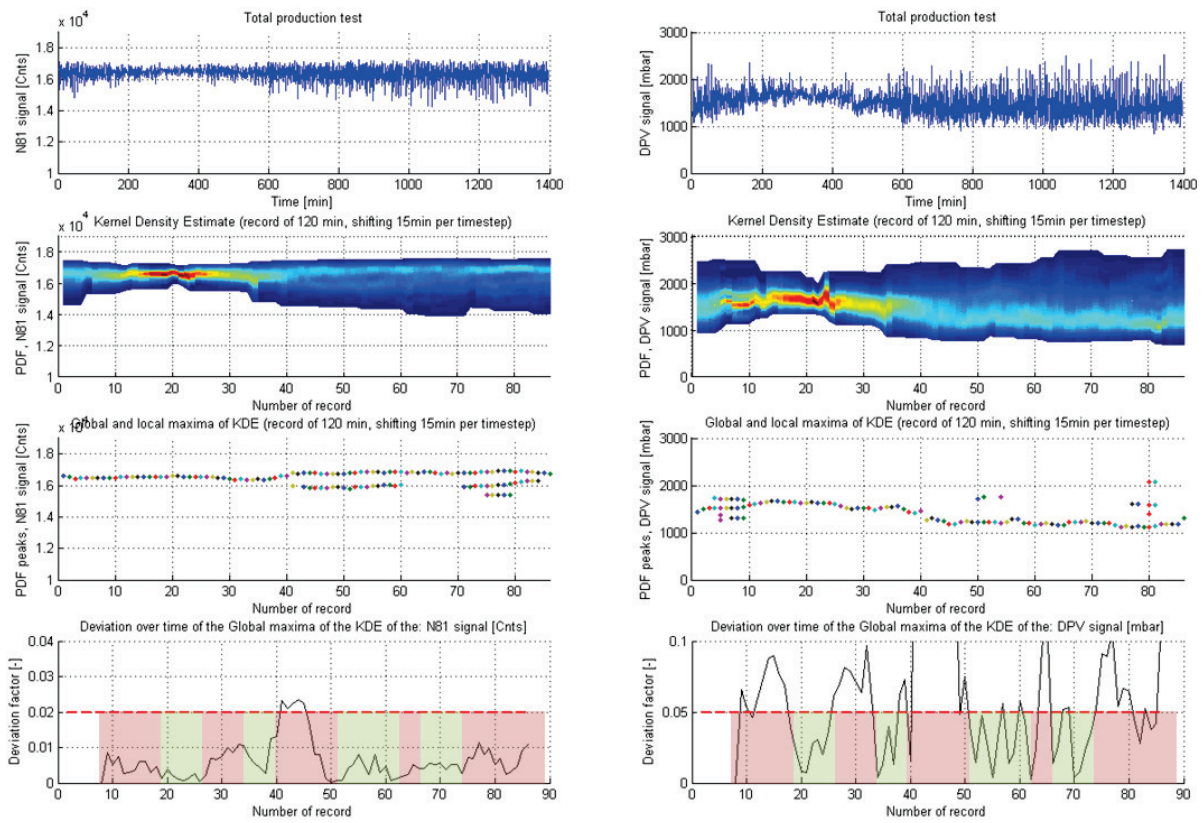 Total production test
x 10^4
1.8
1.6
1.4
1.2
1
N81 signal [Cnts]
0 200 400 600 800 1000 1200 1400
Time [min]
Total production test
3000
2000
1000
0
DPV signal [mbar]
0 200 400 600 800 1000 1200 1400
Time [min]
x 10^4
Kernel Density Estimate (record of 120 min, shifting 15min per timestep)
1.8
1.6
1.4
1.2
1
PDF, N81 signal [Cnts]
0 10 20 30 40 50 60 70 80
Number of record
Kernel Density Estimate (record of 120 min, shifting 15min per timestep)
3000
2000
1000
0
PDF, DPV signal [mbar]
0 10 20 30 40 50 60 70 80
Number of record
x 10^4
Global and local maxima of KDE (record of 120 min, shifting 15min per timestep)
1.8
1.6
1.4
1.2
1
PDF peaks, N81 signal [Cnts]
0 10 20 30 40 50 60 70 80
Number of record
Global and local maxima of KDE (record of 120 min, shifting 15min per timestep)
3000
2000
1000
0
PDF peaks, DPV signal [mbar]
0 10 20 30 40 50 60 70 80
Number of record
Deviation over time of the Global maxima of the KDE of the: N81 signal [Cnts]
0.04
0.03
0.02
0.01
0
Deviation factor [-]
0 10 20 30 40 50 60 70 80 90
Number of record
Deviation over time of the Global maxima of the KDE of the: DPV signal [mbar]
0.1
0.05
0
Deviation factor [-]
0 10 20 30 40 50 60 70 80 90
Number of record